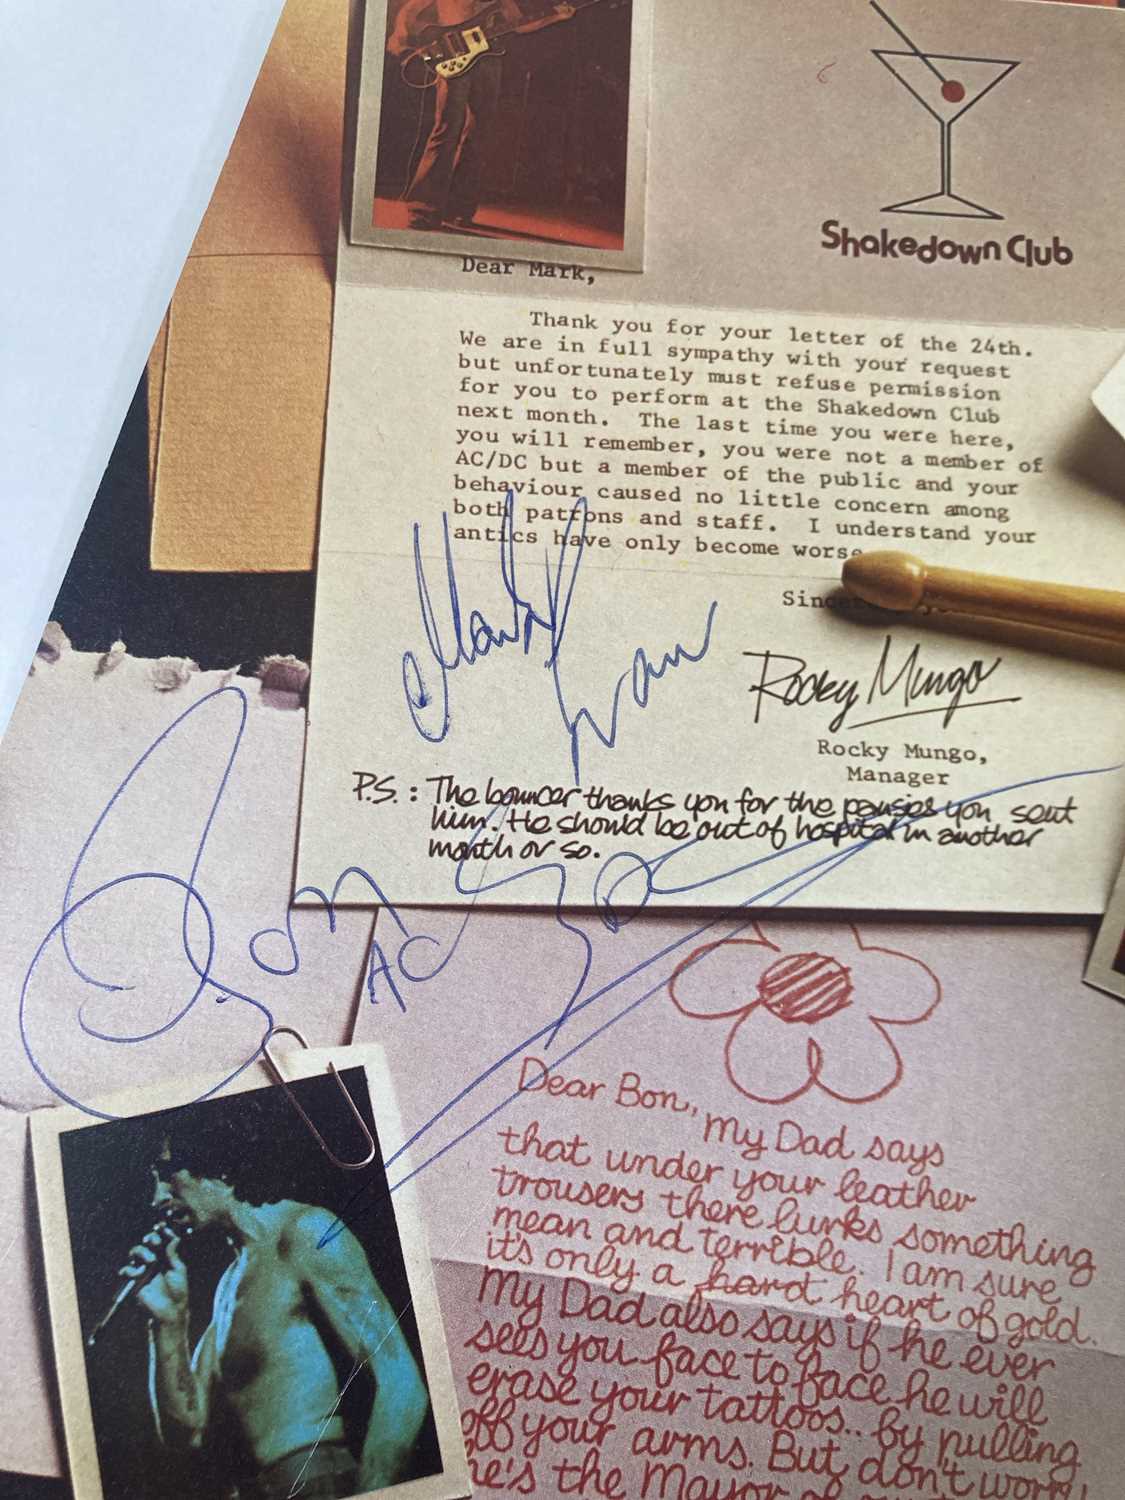 Shakedown Club
Dear Mark,
Thank you for your letter of the 24th.
We are in full sympathy with your request
but unfortunately must refuse permission
for you to perform at the Shakedown Club
next month. The last time you were here,
you will remember, you were not a member of
AC/DC but a member of the public and your
behaviour caused no little concern among
both patrons and staff. I understand your
antics have only become worse
Rocky Mungo
Rocky Mungo,
Manager
P.S.: The bouncer thanks you for the pansies you sent
him. He should be out of hospital in another
month or so.
Mark Evans
Bon Scott
AC
Dear Bon,
My Dad says
that under your leather
trousers there lurks something
mean and terrible. I am sure
it's only a hard heart of gold.
My Dad also says if he ever
sees you face to face he will
erase your tattoos.. by pulling
off your arms. But don't worry!
he's the Mayor